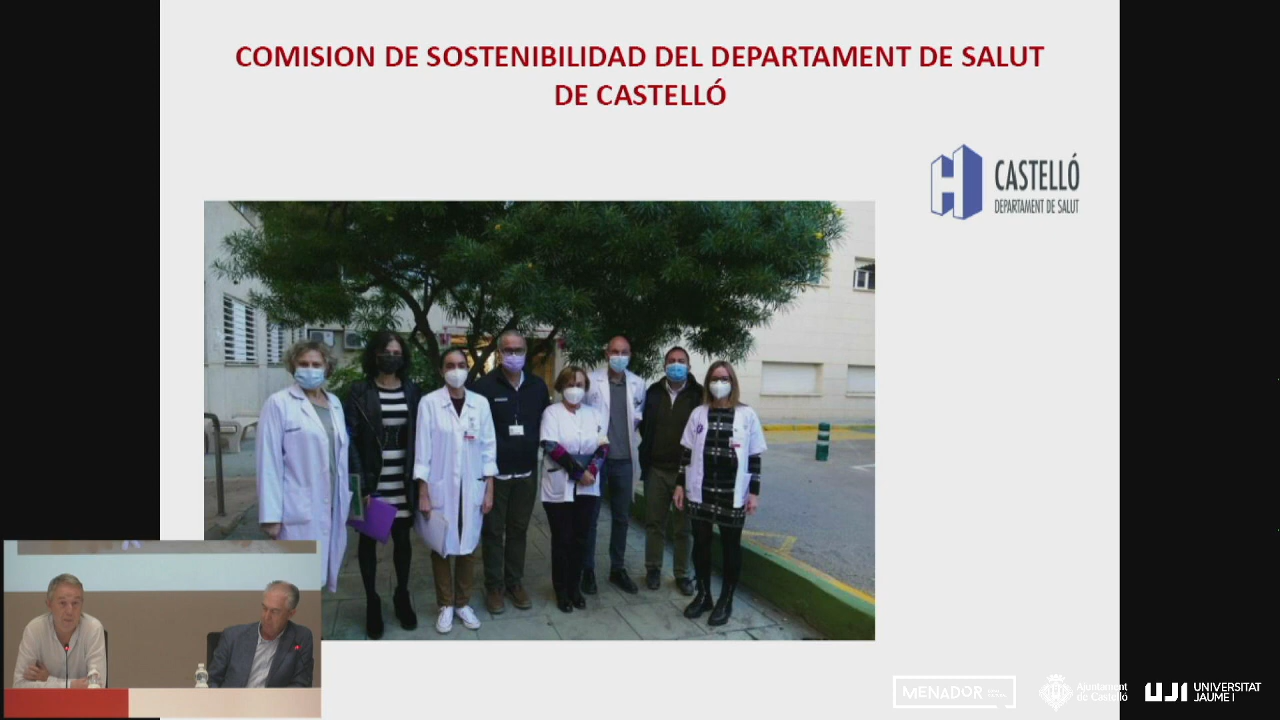 COMISION DE SOSTENIBILIDAD DEL DEPARTAMENT DE SALUT
DE CASTELLÓ
CASTELLÓ
DEPARTAMENT DE SALUT
MENADOR
Ajuntament
de Castelló
UJI UNIVERSITAT
JAUME I